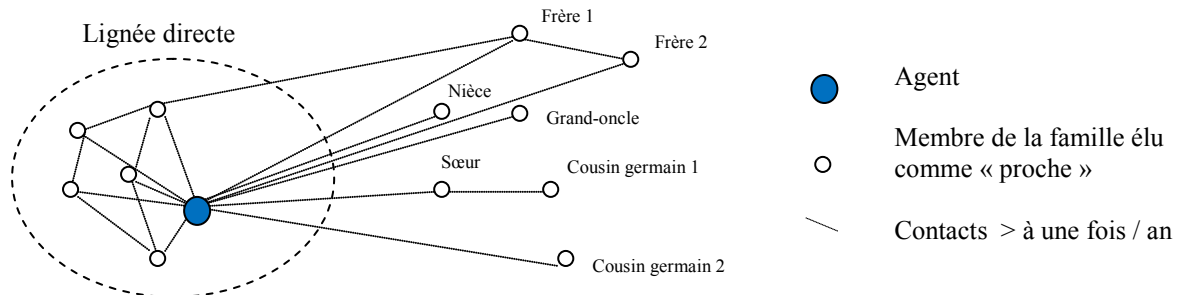 Lignée directe
Frère 1
Frère 2
Nièce
Grand-oncle
Sœur
Cousin germain 1
Cousin germain 2
Agent
Membre de la famille élu
comme « proche »
Contacts > à une fois / an